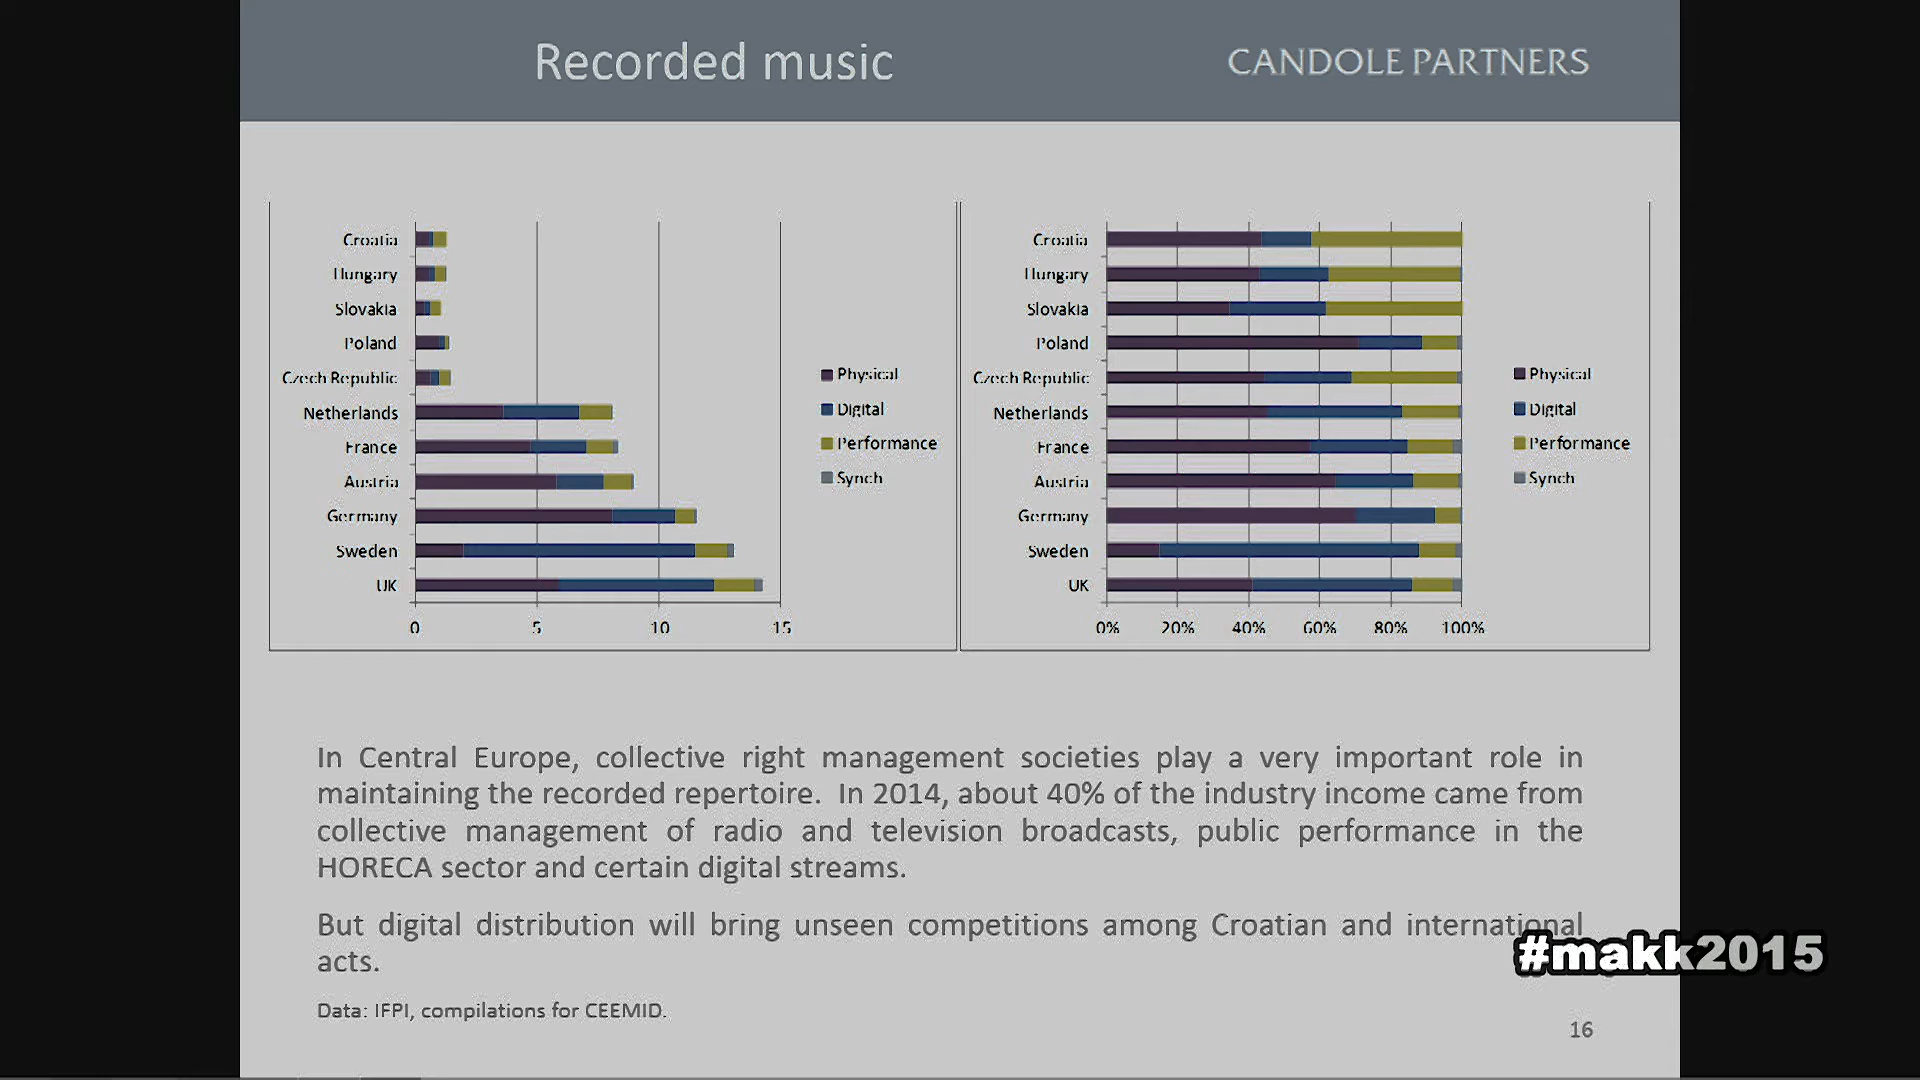 Recorded music
CANDOLE PARTNERS
Croatia
Hungary
Slovakia
Poland
Czech Republic
Netherlands
France
Austria
Germany
Sweden
UK
0 5 10 15
Physical
Digital
Performance
Synch
Croatia
Hungary
Slovakia
Poland
Czech Republic
Netherlands
France
Austria
Germany
Sweden
UK
0% 20% 40% 60% 80% 100%
Physical
Digital
Performance
Synch
In Central Europe, collective right management societies play a very important role in
maintaining the recorded repertoire. In 2014, about 40% of the industry income came from
collective management of radio and television broadcasts, public performance in the
HORECA sector and certain digital streams.
But digital distribution will bring unseen competitions among Croatian and international
acts.
#makk2015
Data: IFPI, compilations for CEEMID.
16